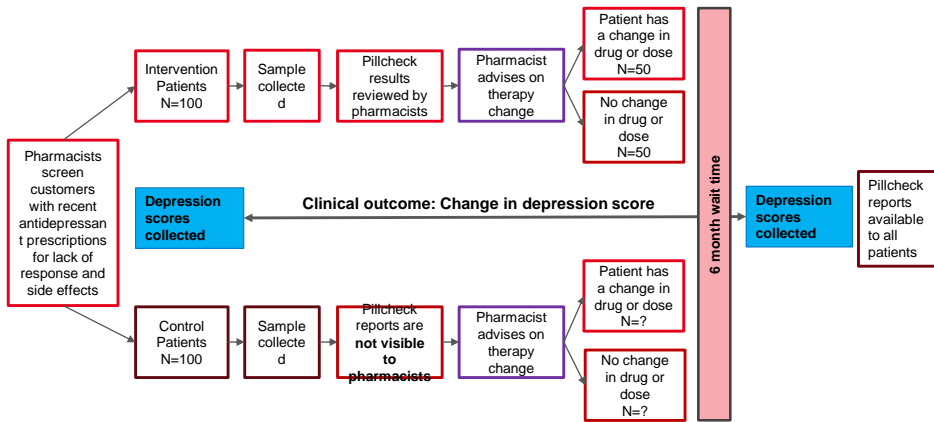 Pharmacists
screen
customers
with recent
antidepressan
t prescriptions
for lack of
response and
side effects
Intervention
Patients
N=100
Sample
collecte
d
Pillcheck
results
reviewed by
pharmacists
Pharmacist
advises on
therapy
change
Patient has
a change in
drug or dose
N=50
No change
in drug or
dose
N=50
Depression
scores
collected
Clinical outcome: Change in depression score
6 month wait time
Depression
scores
collected
Pillcheck
reports
available
to all
patients
Control
Patients
N=100
Sample
collecte
d
Pillcheck
reports are
not visible
to
pharmacists
Pharmacist
advises on
therapy
change
Patient has
a change in
drug or dose
N=?
No change
in drug or
dose
N=?